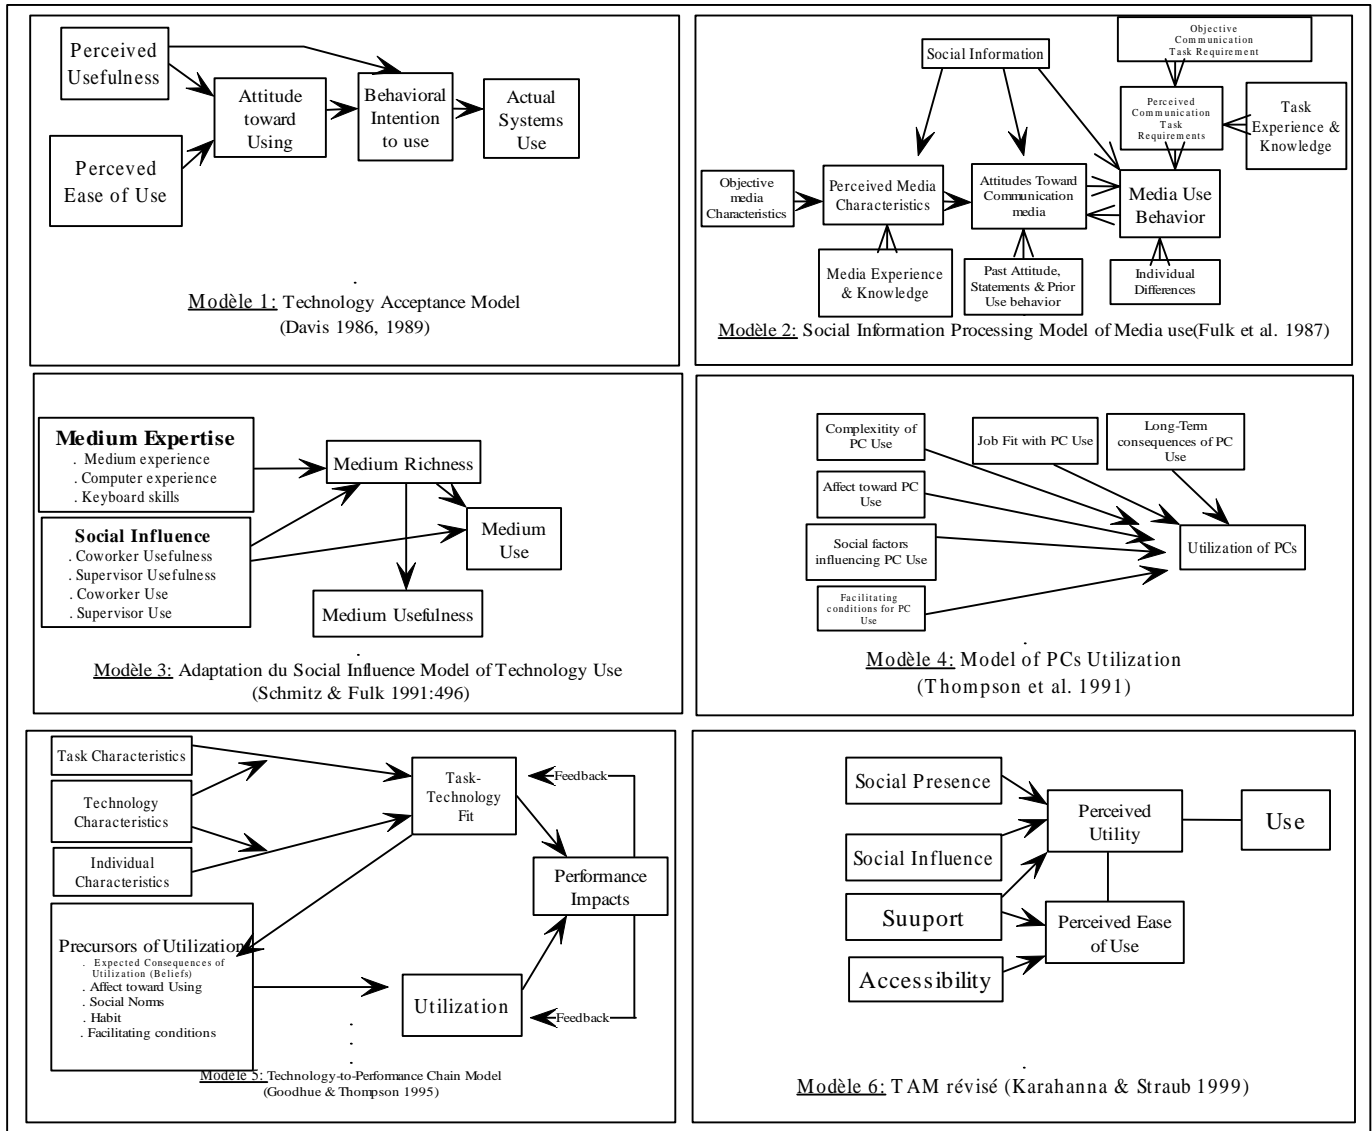 Perceived
Usefulness
Attitude
toward
Using
Behavioral
Intention
to use
Actual
Systems
Use
Perceved
Ease of Use
.
Modèle 1: Technology Acceptance Model
(Davis 1986, 1989)
Objective
Communication
Task Requirement
Social Information
Perceived
Communication
Task
Requirements
Task
Experience &
Knowledge
Objective
media
Characteristics
Perceived Media
Characteristics
Attitudes Toward
Communication
media
Media Use
Behavior
Media Experience
& Knowledge
Past Attitude,
Statements & Prior
Use behavior
Individual
Differences
Modèle 2: Social Information Processing Model of Media use(Fulk et al. 1987)
Medium Expertise
. Medium experience
. Computer experience
. Keyboard skills
Social Influence
. Coworker Usefulness
. Supervisor Usefulness
. Coworker Use
. Supervisor Use
Medium Richness
Medium
Use
Medium Usefulness
.
Modèle 3: Adaptation du Social Influence Model of Technology Use
(Schmitz & Fulk 1991:496)
Complexitity of
PC Use
Job Fit with PC Use
Long-Term
consequences of PC
Use
Affect toward PC
Use
Social factors
influencing PC Use
Utilization of PCs
Facilitating
conditions for PC
Use
.
Modèle 4: Model of PCs Utilization
(Thompson et al. 1991)
Task Characteristics
Technology
Characteristics
Individual
Characteristics
Task-
Technology
Fit
Feedback
Performance
Impacts
Precursors of Utilization
. Expected Consequences of
Utilization (Beliefs)
. Affect toward Using
. Social Norms
. Habit
. Facilitating conditions
Utilization
Feedback
.
.
.
.
Modèle 5: Technology-to-Performance Chain Model
(Goodhue & Thompson 1995)
Social Presence
Social Influence
Suuport
Accessibility
Perceived
Utility
Use
Perceived Ease
of Use
Modèle 6: TAM révisé (Karahanna & Straub 1999)